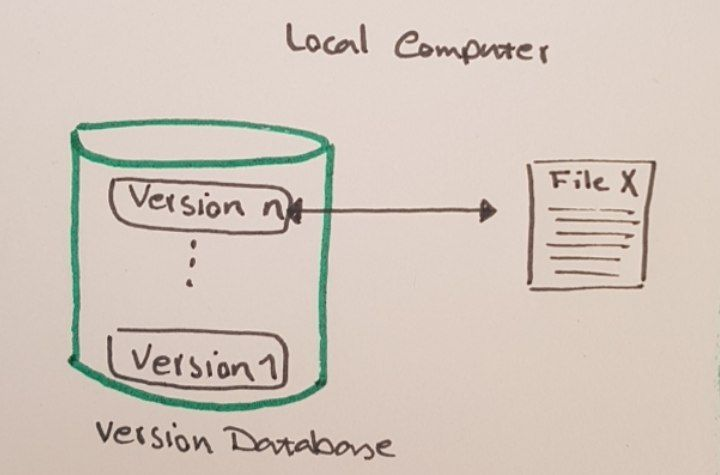 Local Computer
Version n
File X
Version 1
Version Database